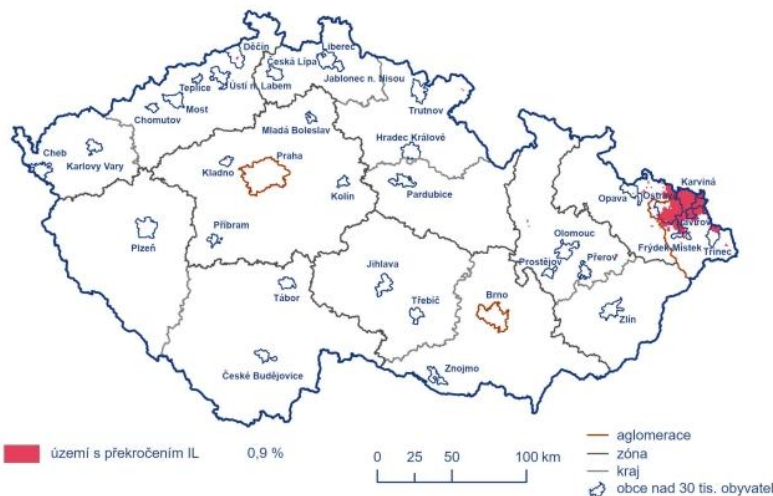 Děčín
Liberec
Česká Lípa
Jablonec n. Nisou
Teplice
Ústí n. Labem
Most
Chomutov
Trutnov
Mladá Boleslav
Hradec Králové
Cheb
Karlovy Vary
Praha
Kladno
Kolín
Pardubice
Karviná
Opava
Ostrava
Havířov
Plzeň
Příbram
Olomouc
Frýdek Místek
Třinec
Prostějov
Přerov
Jihlava
Tábor
Třebíč
Brno
Zlín
České Budějovice
Znojmo
území s překročením IL 0,9 %
0 25 50 100 km
aglomerace
zóna
kraj
obce nad 30 tis. obyvatel